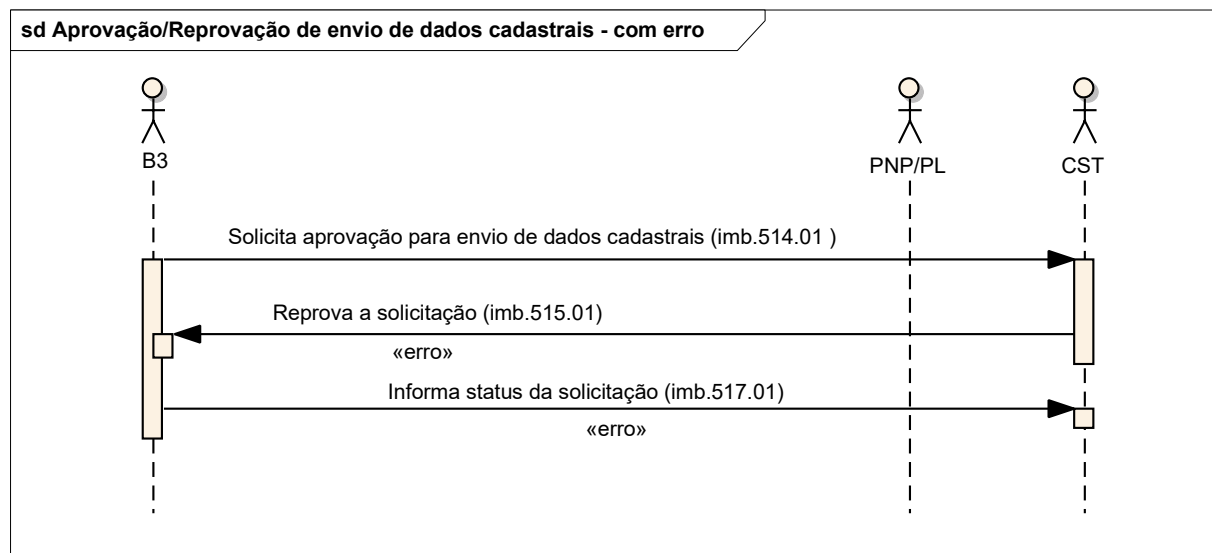 sd Aprovação/Reprovação de envio de dados cadastrais - com erro
B3
PNP/PL
CST
Solicita aprovação para envio de dados cadastrais (imb.514.01 )
Reprova a solicitação (imb.515.01)
«erro»
Informa status da solicitação (imb.517.01)
«erro»